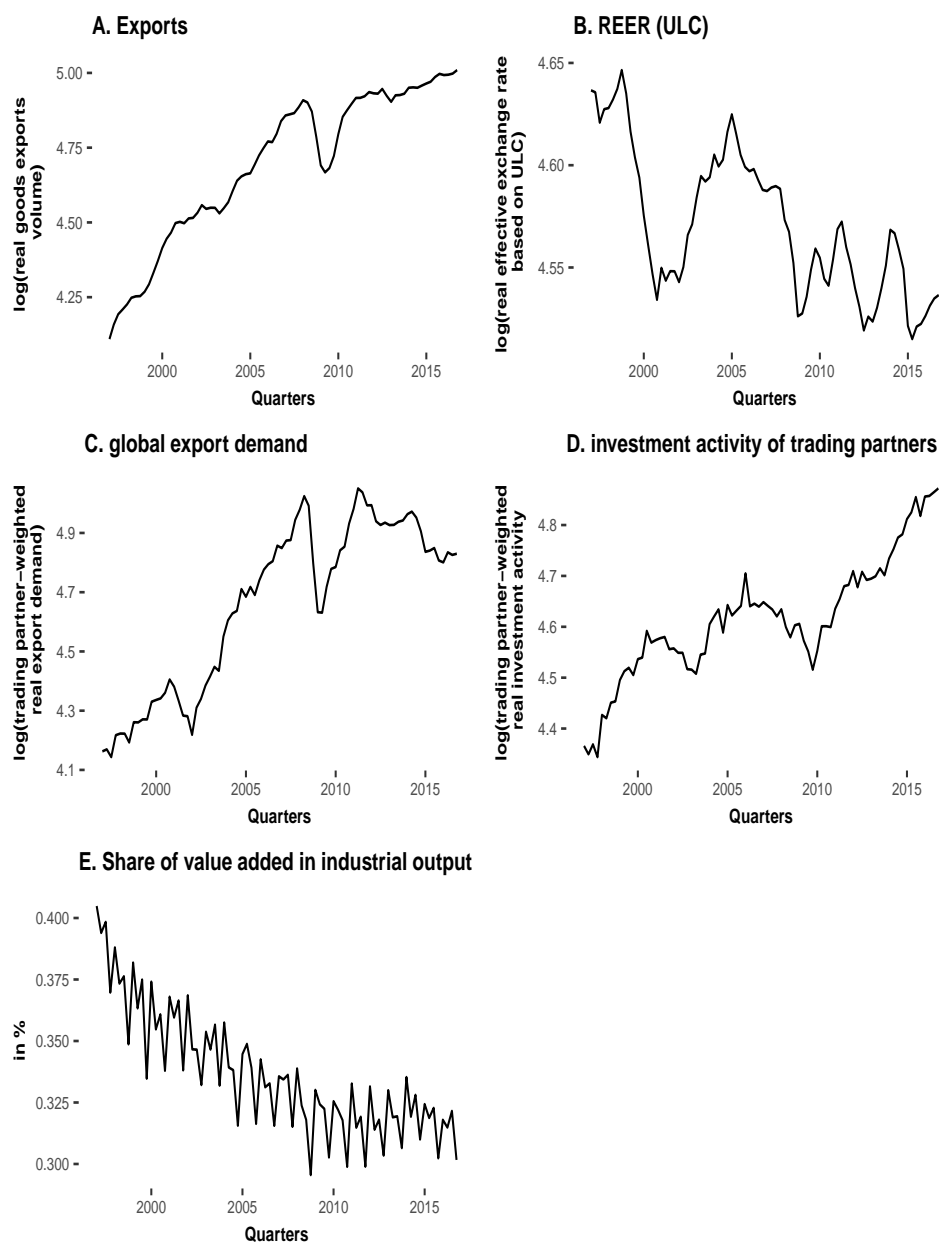 A. Exports
log(real goods exports
volume)
5.00
4.75
4.50
4.25
2000 2005 2010 2015
Quarters
B. REER (ULC)
log(real effective exchange rate
based on ULC)
4.65
4.60
4.55
2000 2005 2010 2015
Quarters
C. global export demand
log(trading partner−weighted
real export demand)
4.9
4.7
4.5
4.3
4.1
2000 2005 2010 2015
Quarters
D. investment activity of trading partners
log(trading partner−weighted
real investment activity
4.8
4.7
4.6
4.5
4.4
2000 2005 2010 2015
Quarters
E. Share of value added in industrial output
in %
0.400
0.375
0.350
0.325
0.300
2000 2005 2010 2015
Quarters